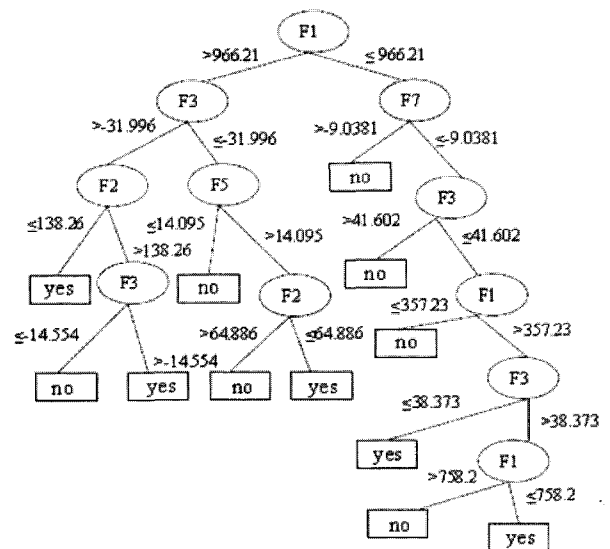 F1
>966.21 ≤966.21
F3 F7
>-31.996 ≤-31.996 >-9.0381 ≤-9.0381
F2 F5 no F3
≤138.26 >138.26 ≤14.095 >14.095 >41.602 ≤41.602
yes F3 no F2 no F1
≤-14.554 >-14.554 >64.886 ≤64.886 ≤357.23 >357.23
no yes no yes no F3
≤38.373 >38.373
yes F1
>758.2 ≤758.2
no yes